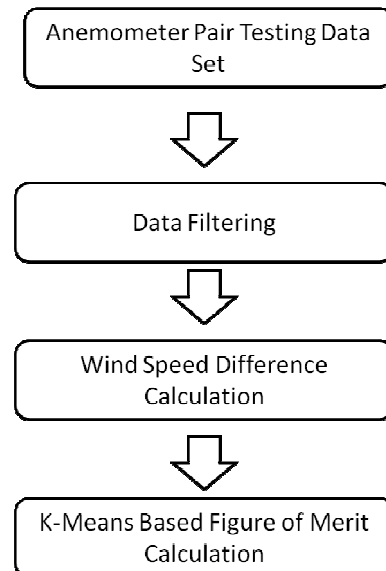 Anemometer Pair Testing Data
Set
Data Filtering
Wind Speed Difference
Calculation
K-Means Based Figure of Merit
Calculation